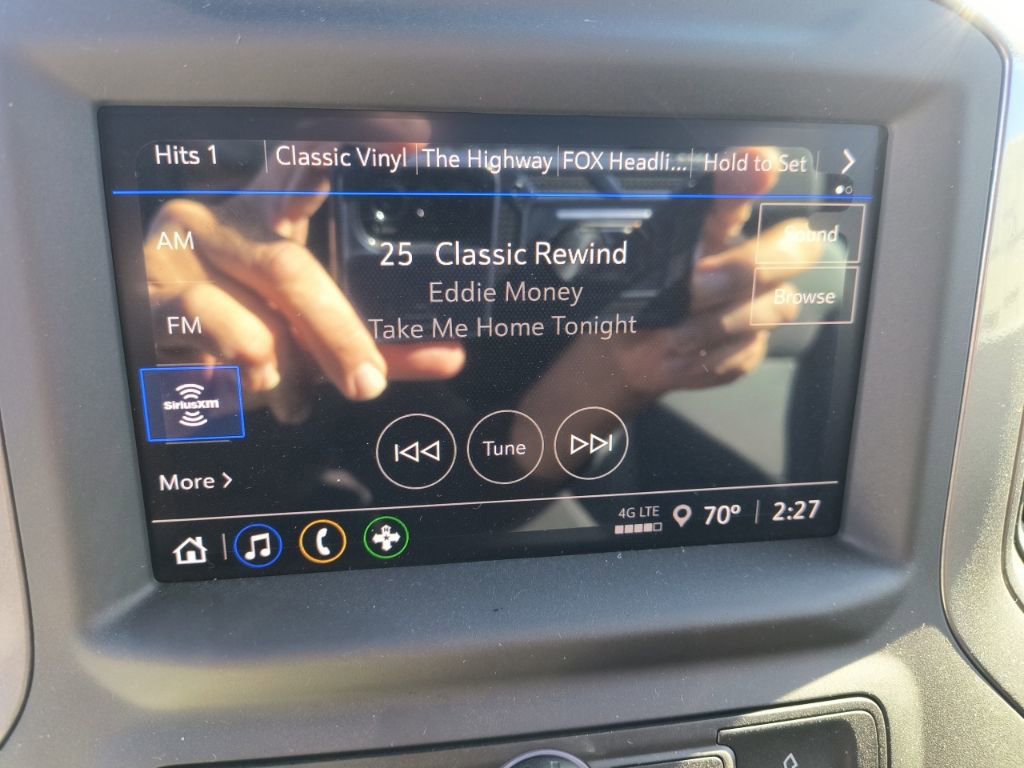 Hits 1 Classic Vinyl The Highway FOX Headli... Hold to Set
AM
25 Classic Rewind
Sound
Eddie Money
Browse
FM
Take Me Home Tonight
SiriusXM
Tune
More
4G LTE 70° 2:27